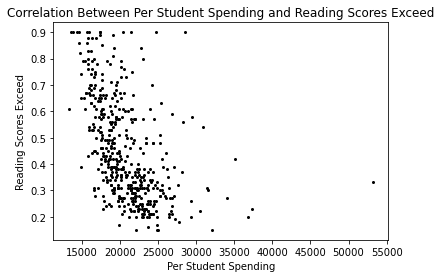 Correlation Between Per Student Spending and Reading Scores Exceed
0.9
0.8
0.7
0.6
0.5
0.4
0.3
0.2
Reading Scores Exceed
15000 20000 25000 30000 35000 40000 45000 50000 55000
Per Student Spending